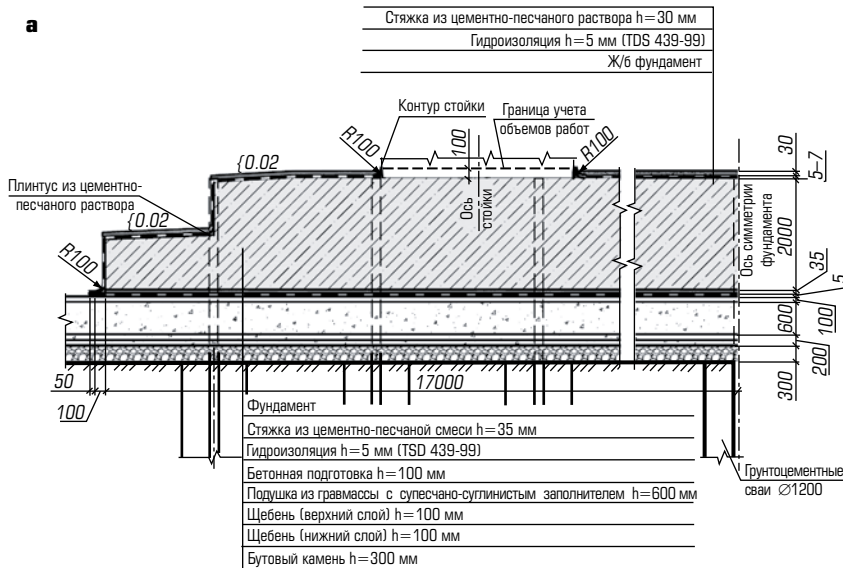 а
Стяжка из цементно-песчаного раствора h=30 мм
Гидроизоляция h=5 мм (TDS 439-99)
Ж/б фундамент
Контур стойки
Граница учета
объемов работ
R100
100
R100
{0.02
Плинтус из цементно-
песчаного раствора
{0.02
R100
Ось
стойки
Ось симметрии
фундамента
30
5–7
2000
35
5
600
100
200
300
50
100
17000
Фундамент
Стяжка из цементно-песчаной смеси h=35 мм
Гидроизоляция h=5 мм (TSD 439-99)
Бетонная подготовка h=100 мм
Подушка из гравмассы с супесчано-суглинистым заполнителем h=600 мм
Щебень (верхний слой) h=100 мм
Щебень (нижний слой) h=100 мм
Бутовый камень h=300 мм
Грунтоцементные
сваи ∅1200